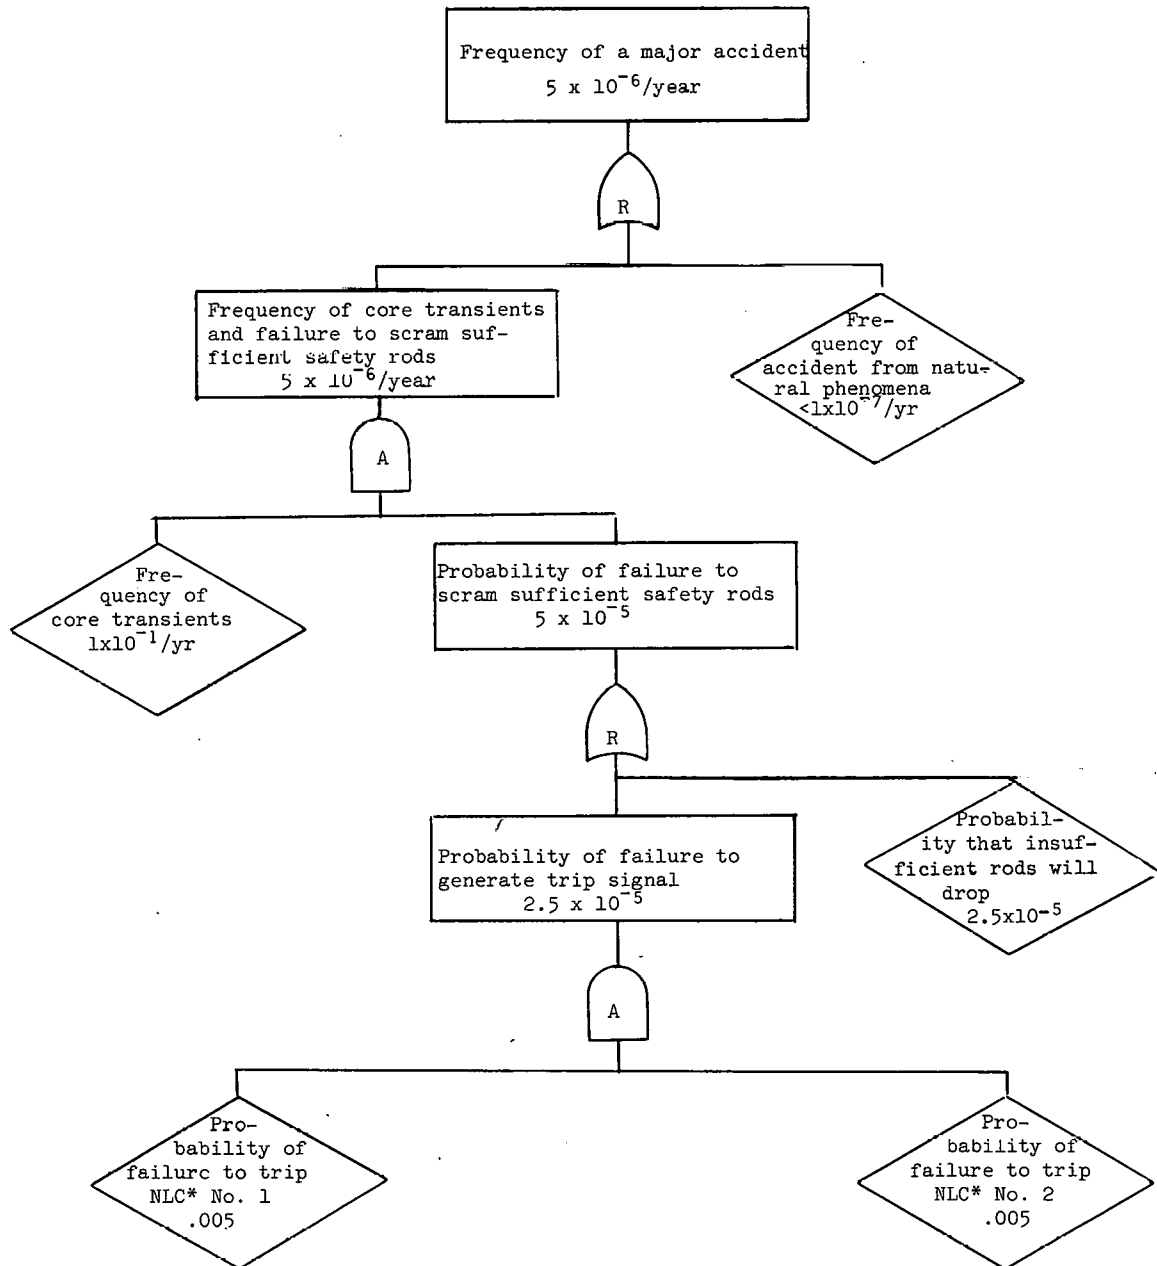 Frequency of a major accident
5 x 10⁻⁶/year
R
Frequency of core transients
and failure to scram suf-
ficient safety rods
5 x 10⁻⁶/year
Fre-
quency of
accident from natu-
ral phenomena
<1x10⁻⁷/yr
A
Fre-
quency of
core transients
1x10⁻¹/yr
Probability of failure to
scram sufficient safety rods
5 x 10⁻⁵
R
Probability of failure to
generate trip signal
2.5 x 10⁻⁵
Probabil-
ity that insuf-
ficient rods will
drop
2.5x10⁻⁵
A
Pro-
bability of
failure to trip
NLC* No. 1
.005
Pro-
bability of
failure to trip
NLC* No. 2
.005